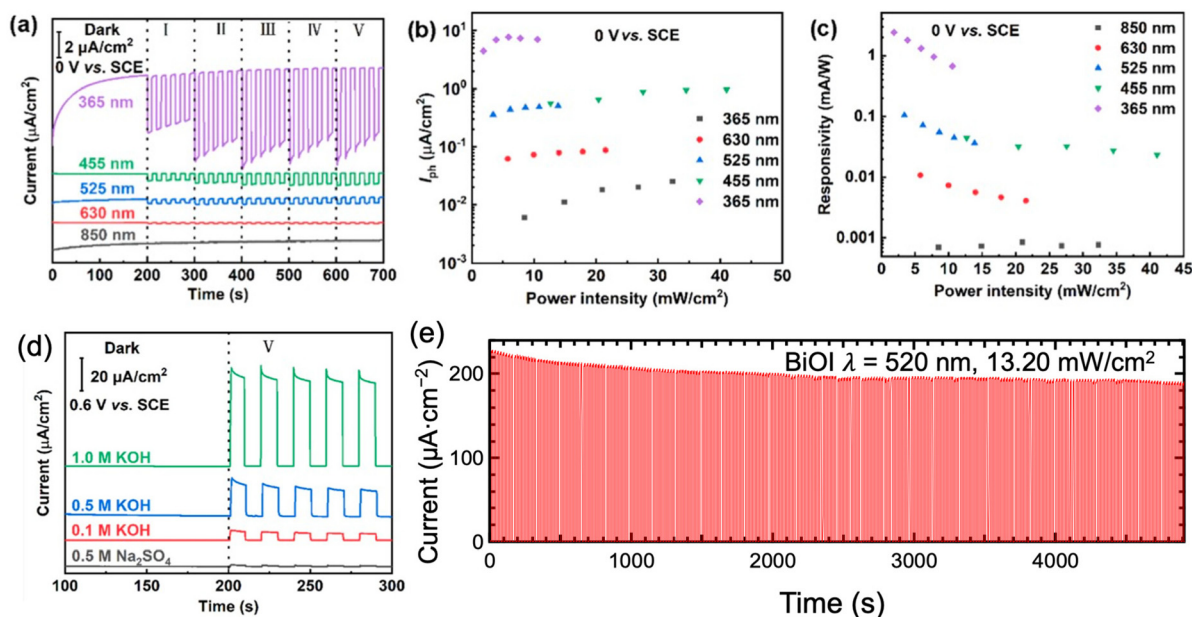 (a)
Dark
I
II
III
IV
V
2 μA/cm²
0 V vs. SCE
365 nm
455 nm
525 nm
630 nm
850 nm
Current (μA/cm²)
0 100 200 300 400 500 600 700
Time (s)
(b)
0 V vs. SCE
10¹
10⁰
10⁻¹
10⁻²
10⁻³
Iph (μA/cm²)
365 nm
630 nm
525 nm
455 nm
365 nm
0 10 20 30 40 50
Power intensity (mW/cm²)
(c)
0 V vs. SCE
850 nm
630 nm
525 nm
455 nm
365 nm
1
0.1
0.01
0.001
Responsivity (mA/W)
0 5 10 15 20 25 30 35 40 45
Power intensity (mW/cm²)
(d)
Dark
V
20 μA/cm²
0.6 V vs. SCE
1.0 M KOH
0.5 M KOH
0.1 M KOH
0.5 M Na₂SO₄
Current (μA/cm²)
100 150 200 250 300
Time (s)
(e)
BiOI λ = 520 nm, 13.20 mW/cm²
200
100
0
Current (μA·cm⁻²)
0 1000 2000 3000 4000
Time (s)